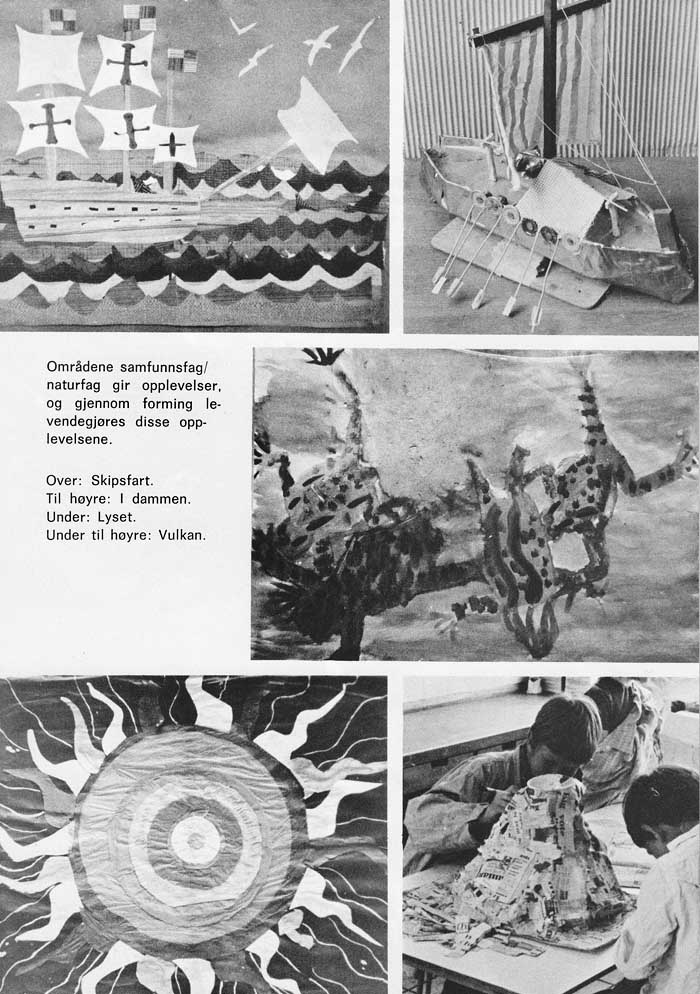 Områdene samfunnsfag/
naturfag gir opplevelser,
og gjennom forming le-
vendegjøres disse opp-
levelsene.
Over: Skipsfart.
Til høyre: I dammen.
Under: Lyset.
Under til høyre: Vulkan.